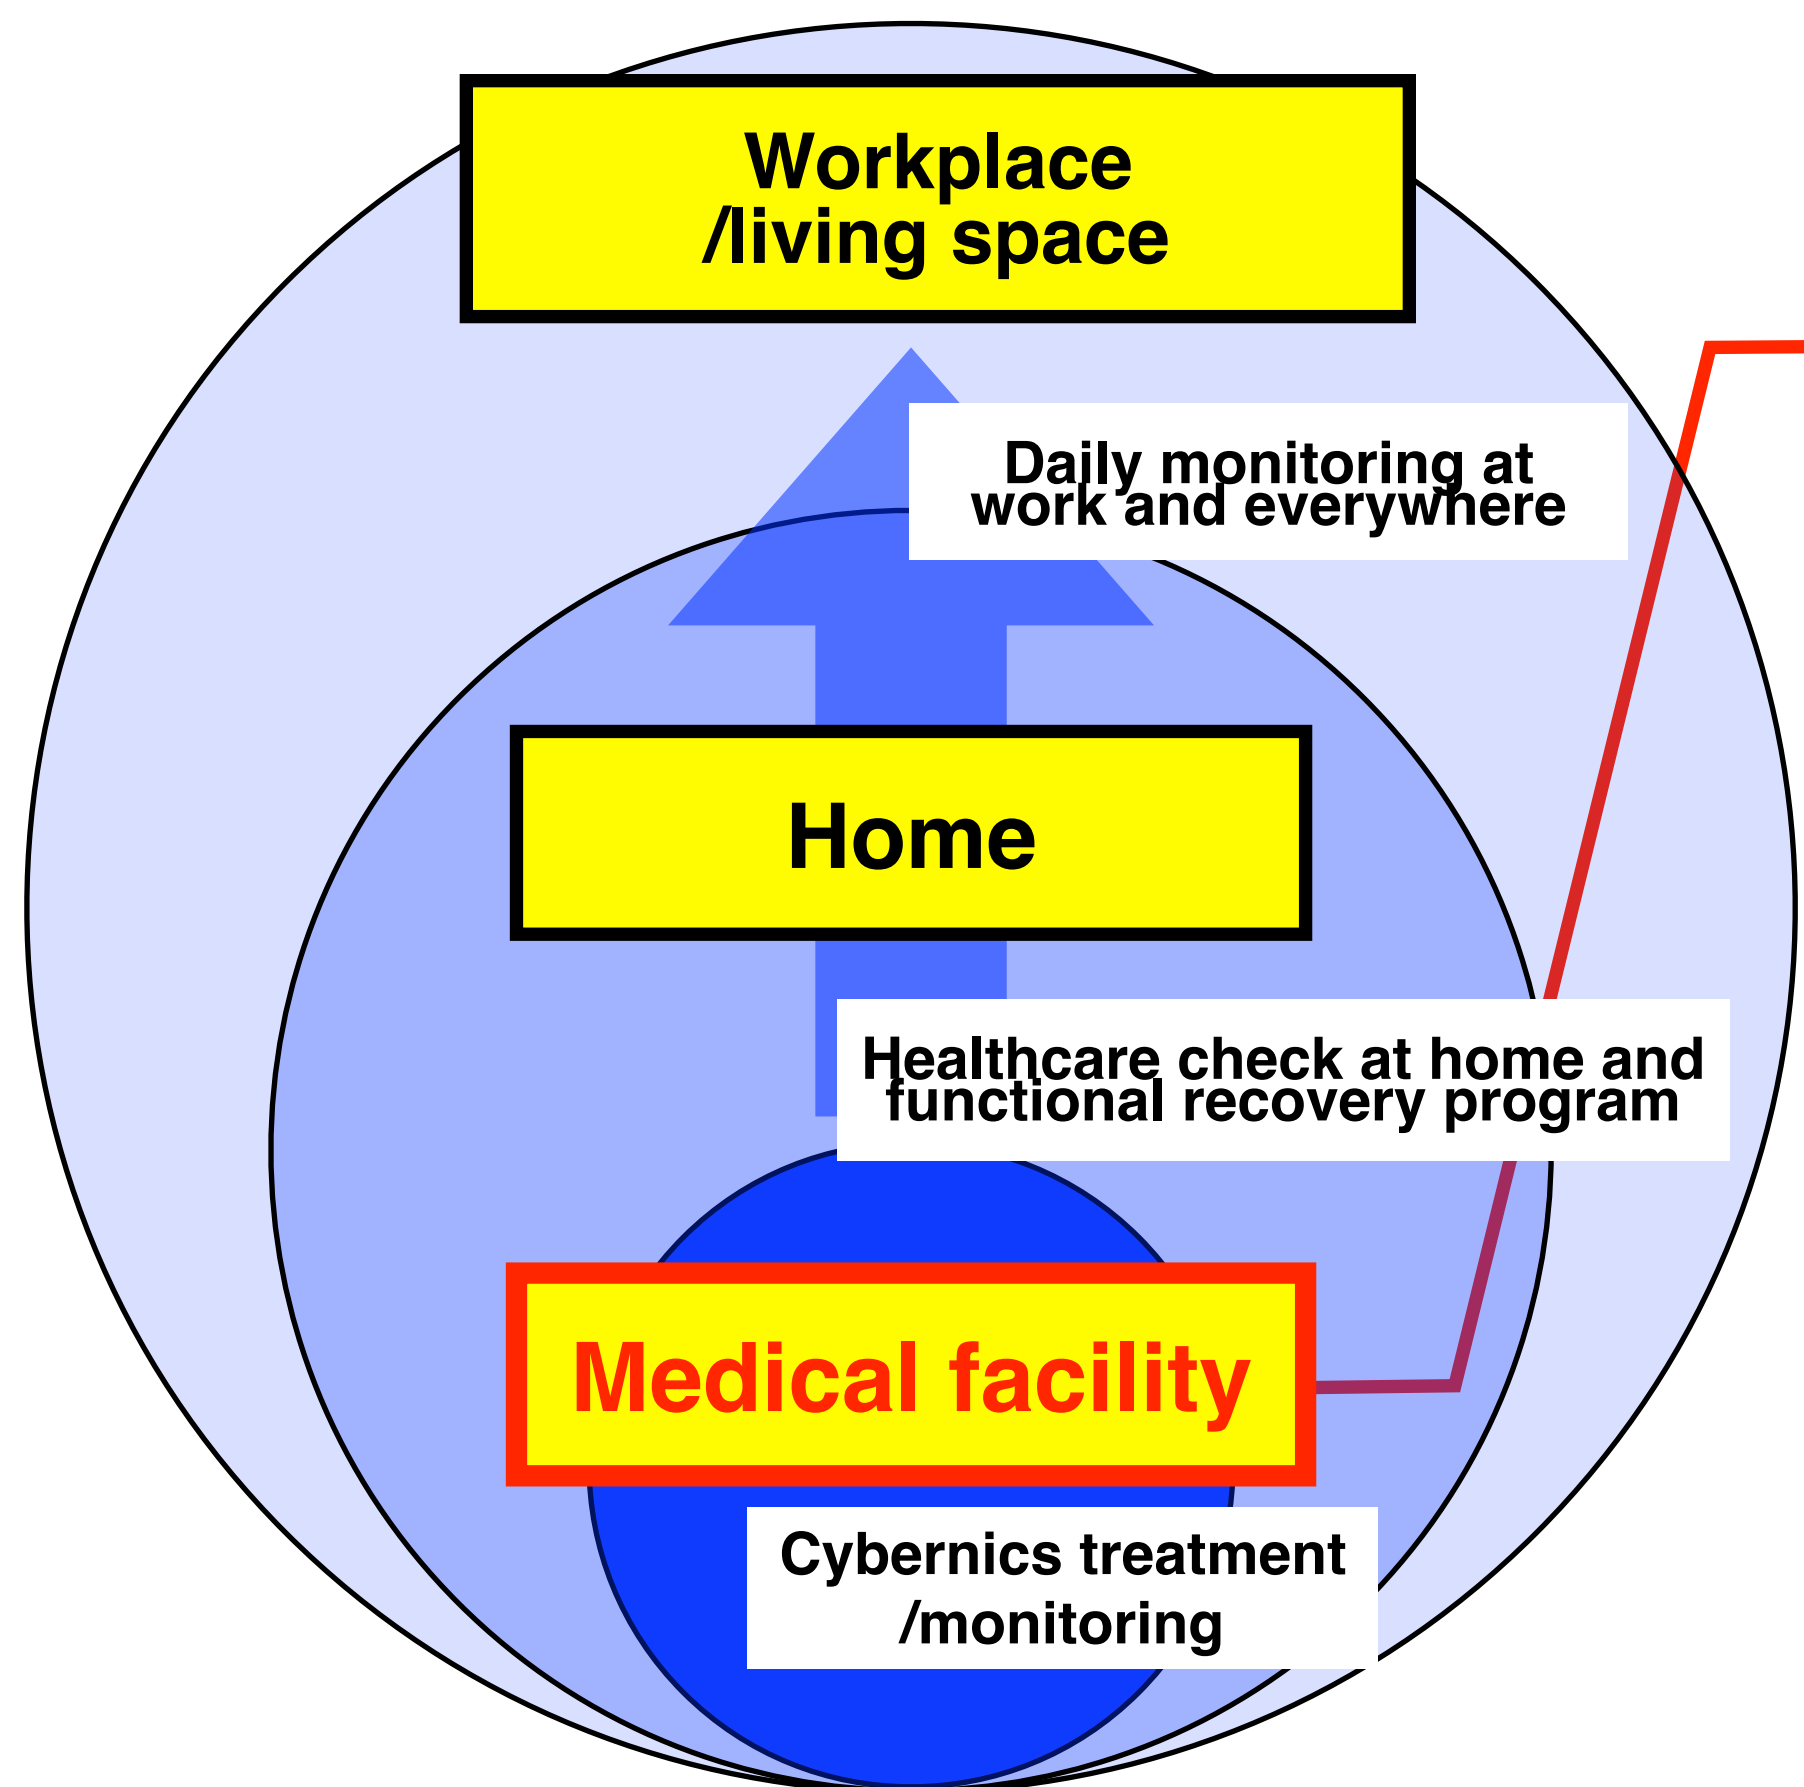 Workplace
/living space
Daily monitoring at
work and everywhere
Home
Healthcare check at home and
functional recovery program
Medical facility
Cybernics treatment
/monitoring